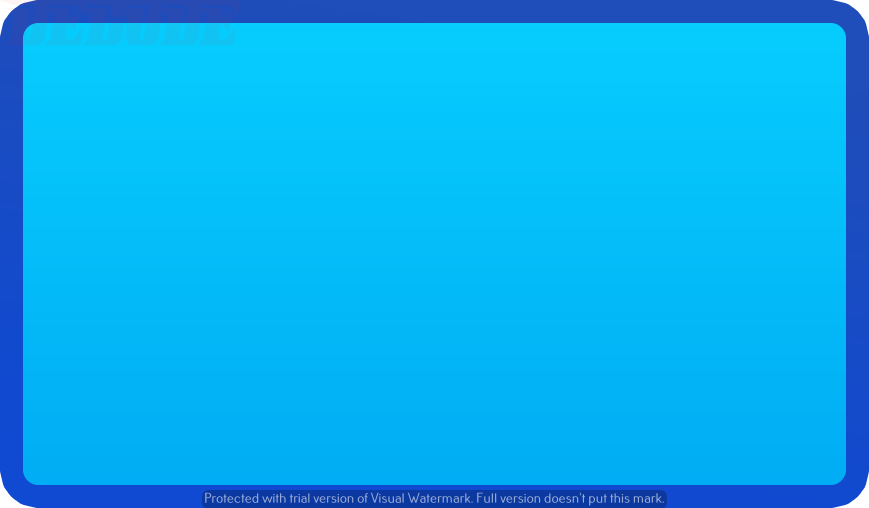 Protected with trial version of Visual Watermark. Full version doesn't put this mark.